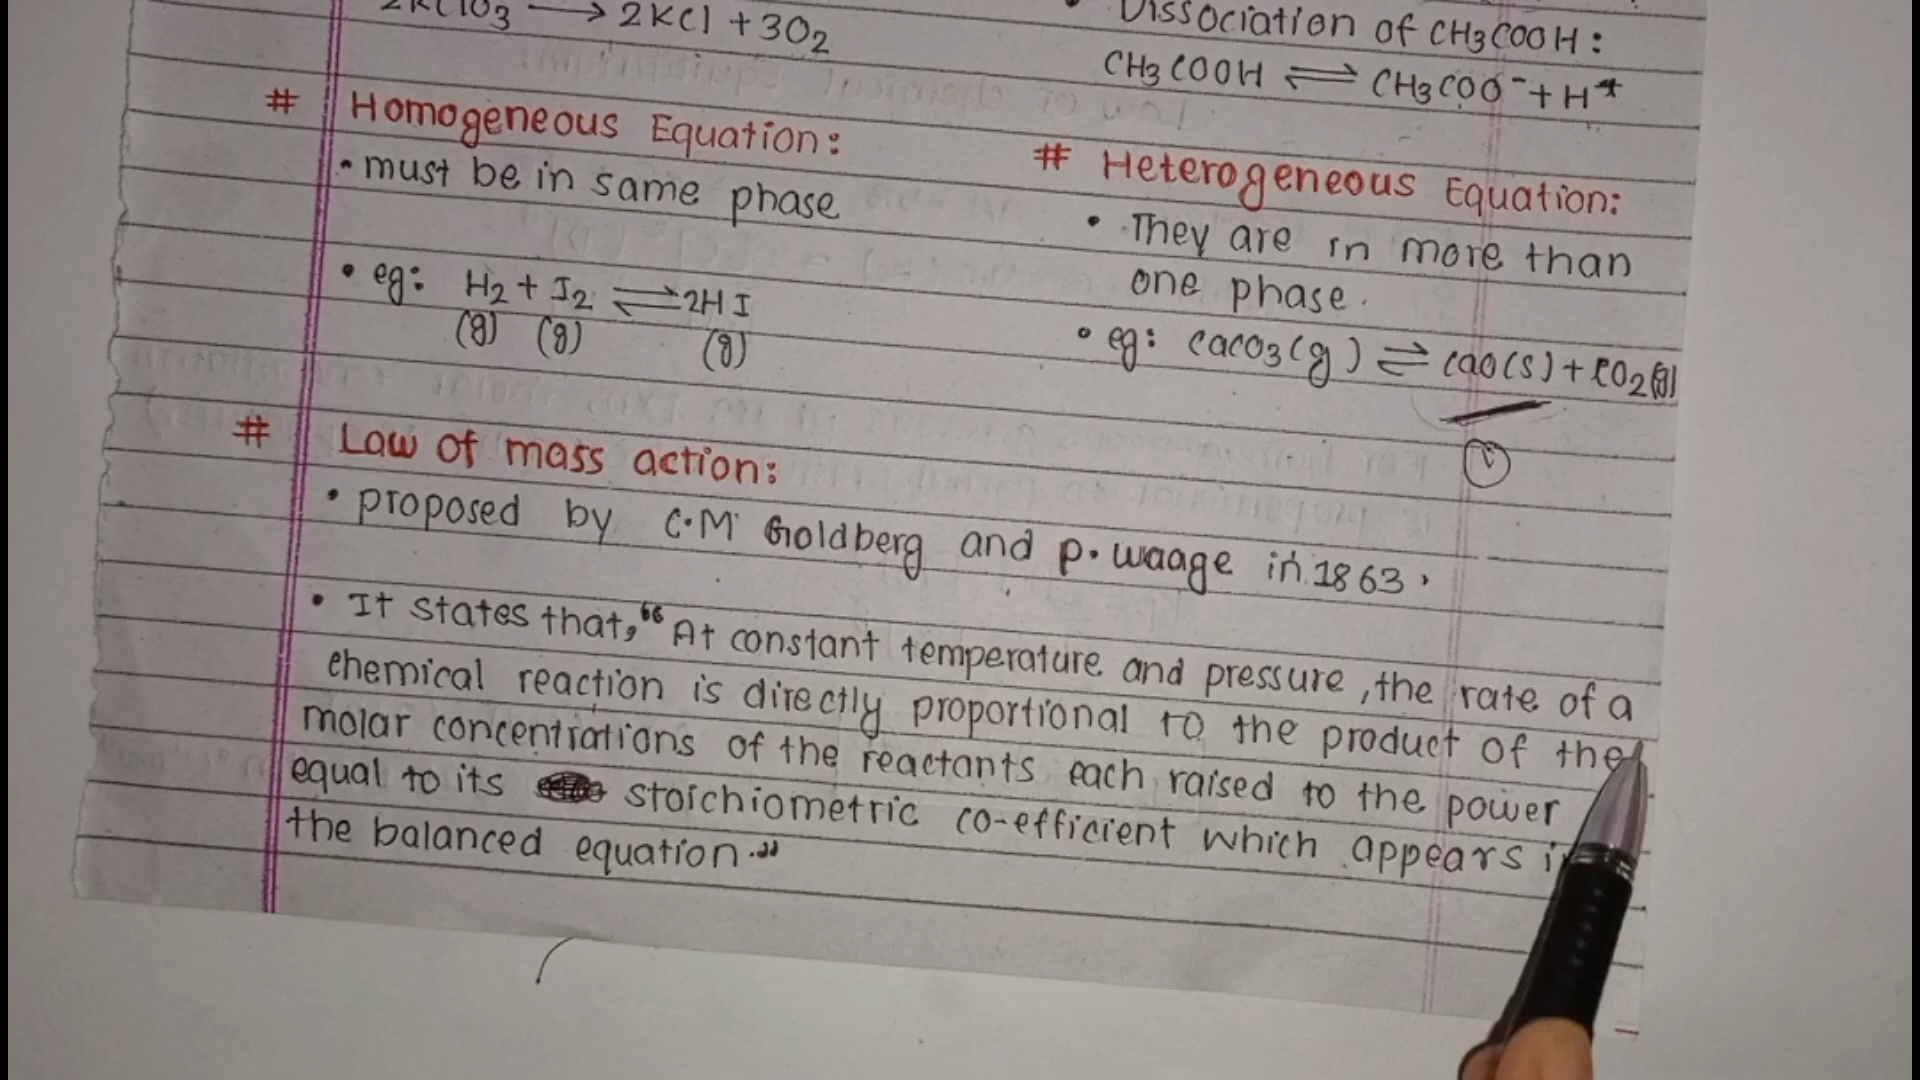 2KClO3 → 2KCl + 3O2
# Homogeneous Equation:
• must be in same phase
• eg: H2 + I2 ⇌ 2HI
(g) (g) (g)
• Dissociation of CH3COOH:
CH3COOH ⇌ CH3COO⁻ + H⁺
# Heterogeneous Equation:
• They are in more than
one phase.
• eg: CaCO3(g) ⇌ CaO(s) + CO2(g)
# Law of mass action:
• proposed by C.M Goldberg and P. Waage in 1863.
• It states that, "At constant temperature and pressure, the rate of a
chemical reaction is directly proportional to the product of the
molar concentrations of the reactants each raised to the power
equal to its stoichiometric co-efficient which appears
the balanced equation."